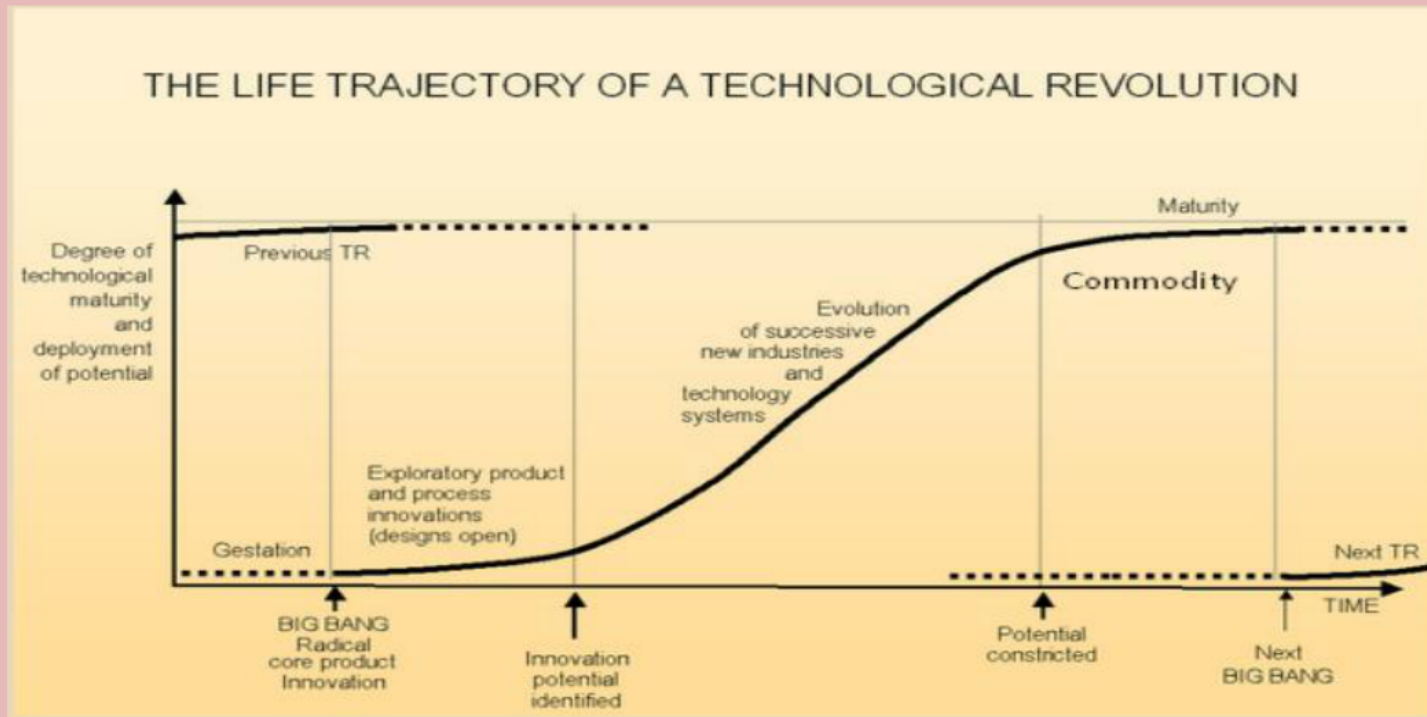 THE LIFE TRAJECTORY OF A TECHNOLOGICAL REVOLUTION
Degree of
technological
maturity
and
deployment
of potential
Previous TR
Maturity
Commodity
Evolution
of successive
new industries
and
technology
systems
Exploratory product
and process
innovations
(designs open)
Gestation
Next TR
TIME
BIG BANG
Radical
core product
Innovation
Innovation
potential
identified
Potential
constricted
Next
BIG BANG